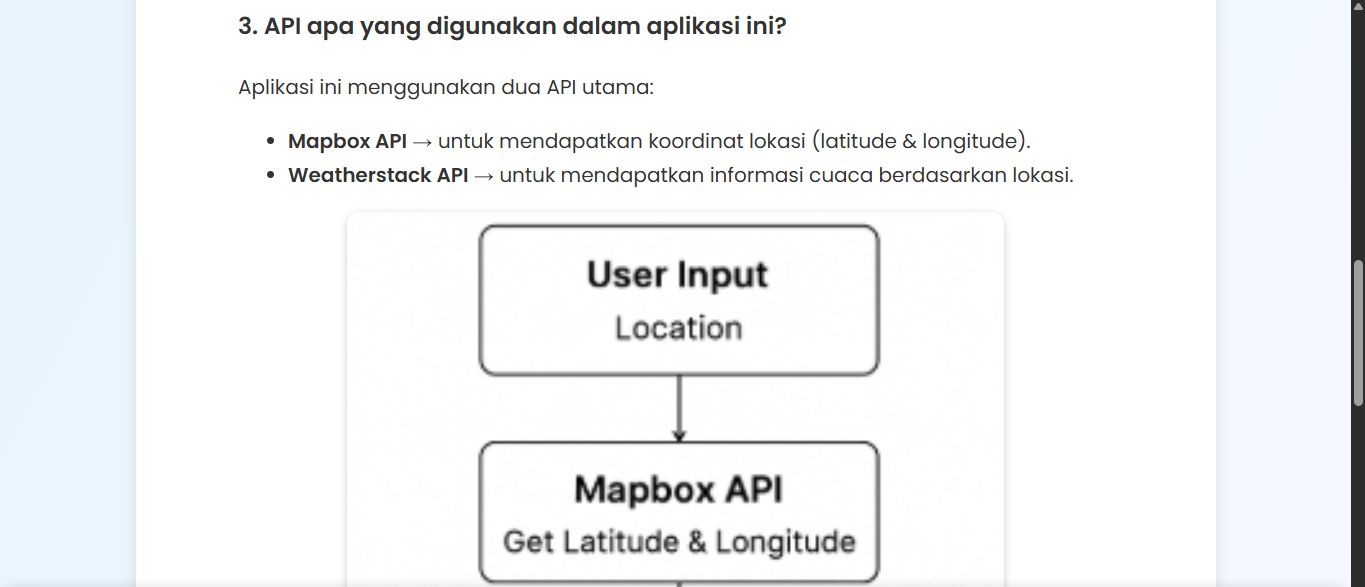 3. API apa yang digunakan dalam aplikasi ini?
Aplikasi ini menggunakan dua API utama:
• Mapbox API → untuk mendapatkan koordinat lokasi (latitude & longitude).
• Weatherstack API → untuk mendapatkan informasi cuaca berdasarkan lokasi.
User Input
Location
Mapbox API
Get Latitude & Longitude